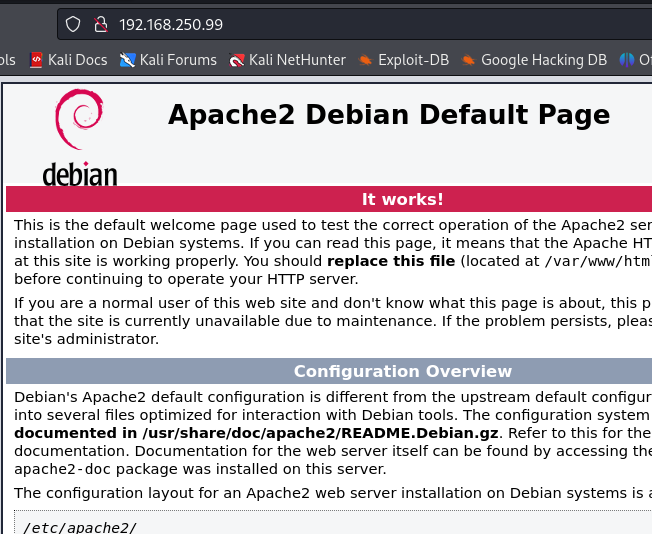 192.168.250.99
ols Kali Docs Kali Forums Kali NetHunter Exploit-DB Google Hacking DB
debian
Apache2 Debian Default Page
It works!
This is the default welcome page used to test the correct operation of the Apache2 ser
installation on Debian systems. If you can read this page, it means that the Apache HT
at this site is working properly. You should replace this file (located at /var/www/htm
before continuing to operate your HTTP server.
If you are a normal user of this web site and don't know what this page is about, this p
that the site is currently unavailable due to maintenance. If the problem persists, pleas
site's administrator.
Configuration Overview
Debian's Apache2 default configuration is different from the upstream default configur
into several files optimized for interaction with Debian tools. The configuration system
documented in /usr/share/doc/apache2/README.Debian.gz. Refer to this for the
documentation. Documentation for the web server itself can be found by accessing the
apache2-doc package was installed on this server.
The configuration layout for an Apache2 web server installation on Debian systems is a
/etc/apache2/